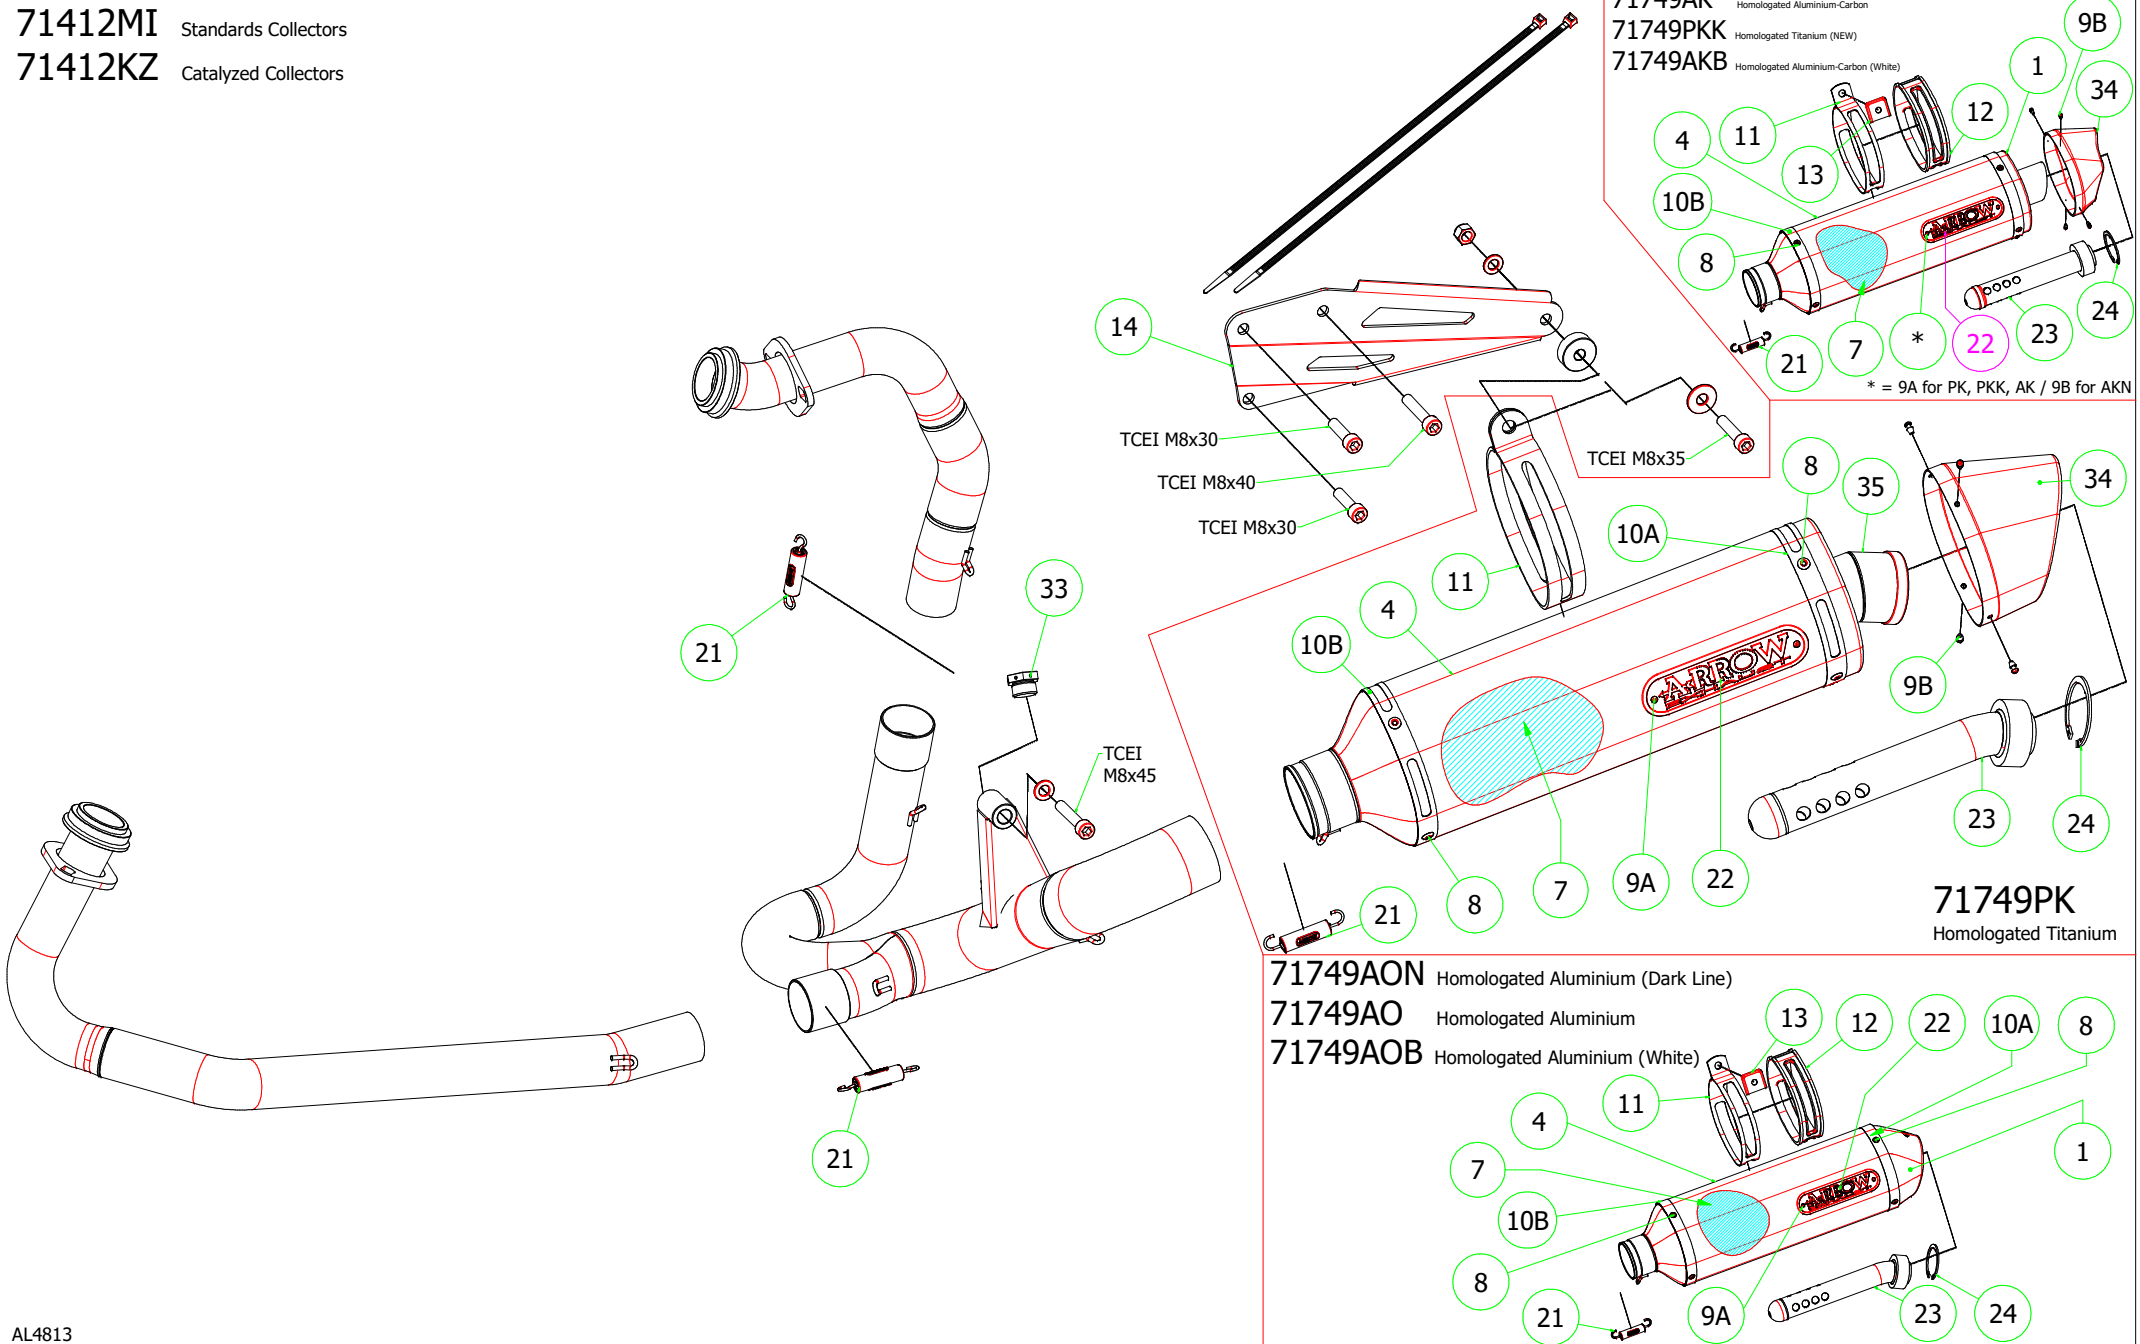 71412MI Standards Collectors
71412KZ Catalyzed Collectors
71749AK Homologated Aluminium-Carbon
71749PKK Homologated Titanium (NEW)
71749AKB Homologated Aluminium-Carbon (White)
9B
1
34
12
11
4
13
10B
8
24
23
22
*
7
21
* = 9A for PK, PKK, AK / 9B for AKN
ARROW
14
TCEI M8x30
TCEI M8x40
TCEI M8x30
TCEI M8x35
8
35
34
10A
11
4
10B
9B
ARROW
23
24
7
9A
22
8
21
71749PK
Homologated Titanium
21
33
TCEI
M8x45
21
71749AON Homologated Aluminium (Dark Line)
71749AO Homologated Aluminium
71749AOB Homologated Aluminium (White)
13
12
22
10A
8
11
4
1
7
10B
8
ARROW
21
9A
23
24
AL4813